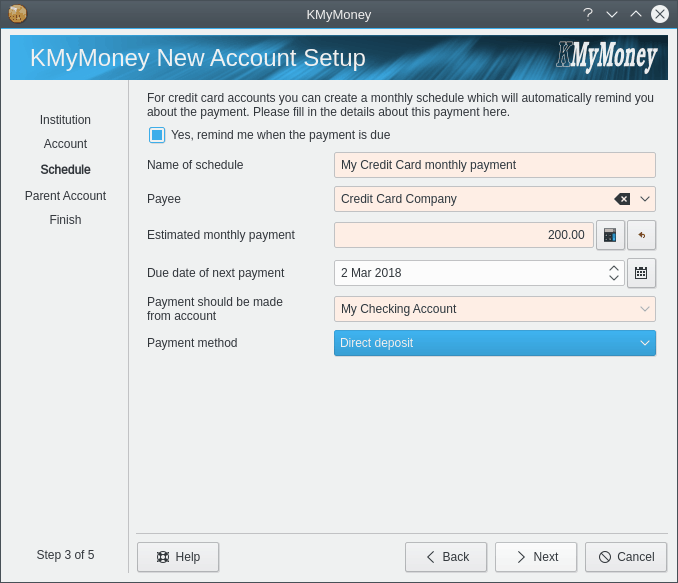 KMyMoney
KMyMoney New Account Setup
KMyMoney
Institution
Account
Schedule
Parent Account
Finish
For credit card accounts you can create a monthly schedule which will automatically remind you
about the payment. Please fill in the details about this payment here.
Yes, remind me when the payment is due
Name of schedule
My Credit Card monthly payment
Payee
Credit Card Company
Estimated monthly payment
200.00
Due date of next payment
2 Mar 2018
Payment should be made
from account
My Checking Account
Payment method
Direct deposit
Step 3 of 5
Help
Back
Next
Cancel